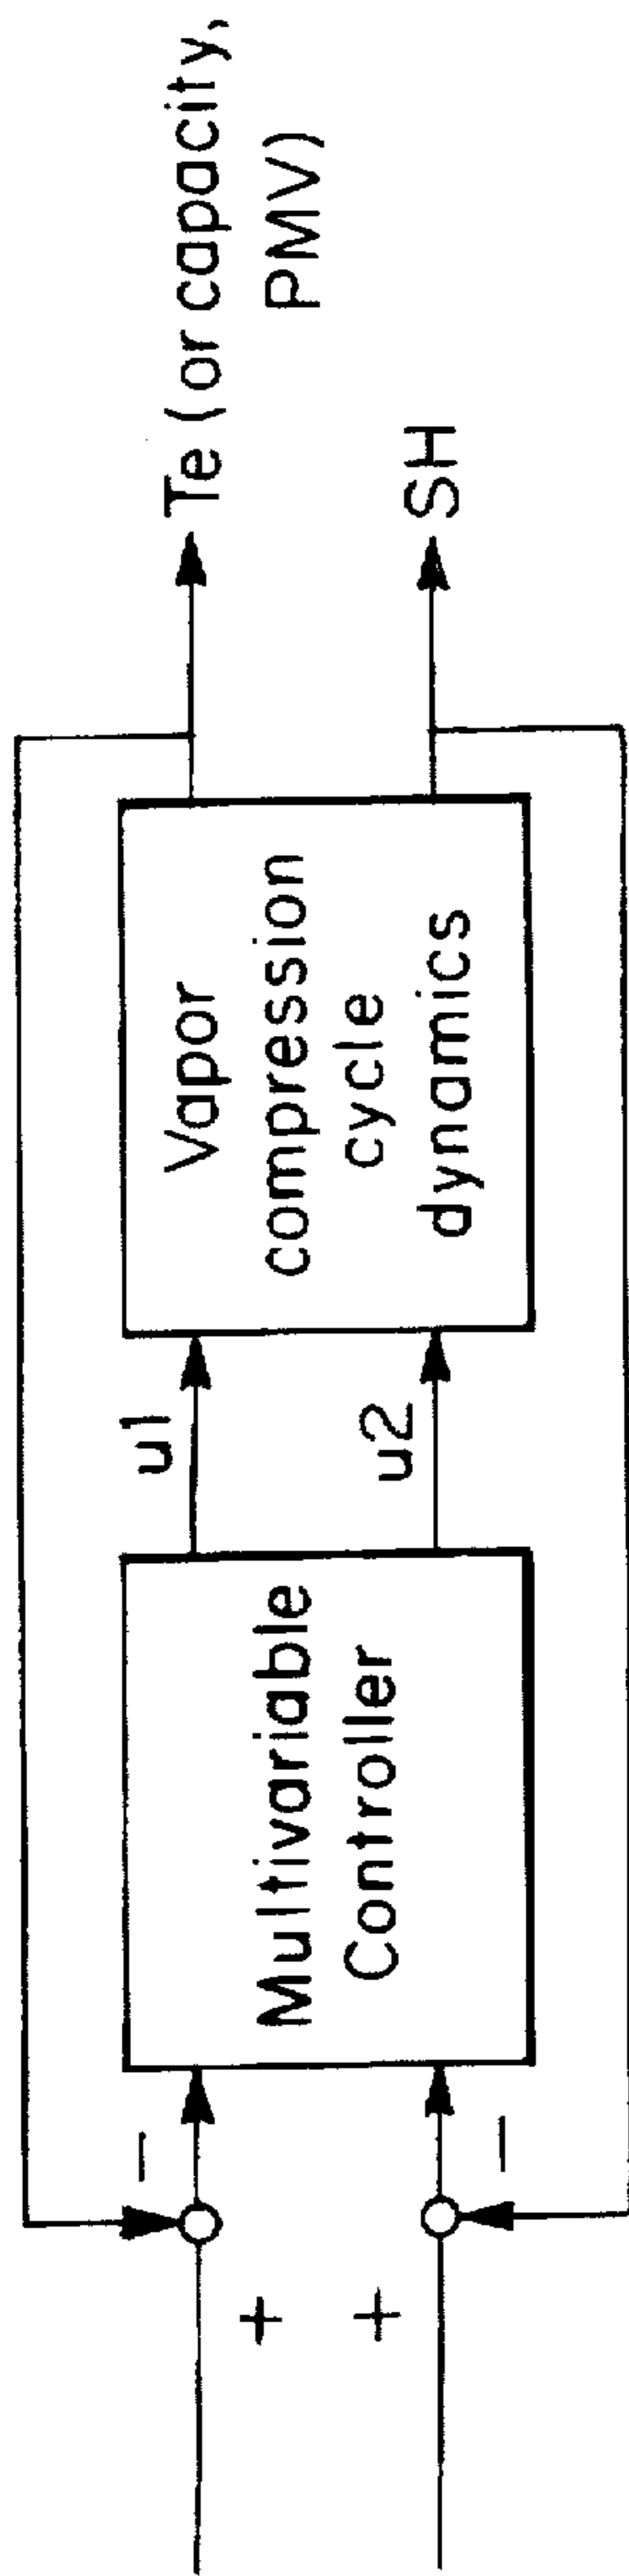 Te (or capacity,
PMV)
SH
Vapor
compression
cycle
dynamics
u1
u2
Multivariable
Controller
−
−
+
+